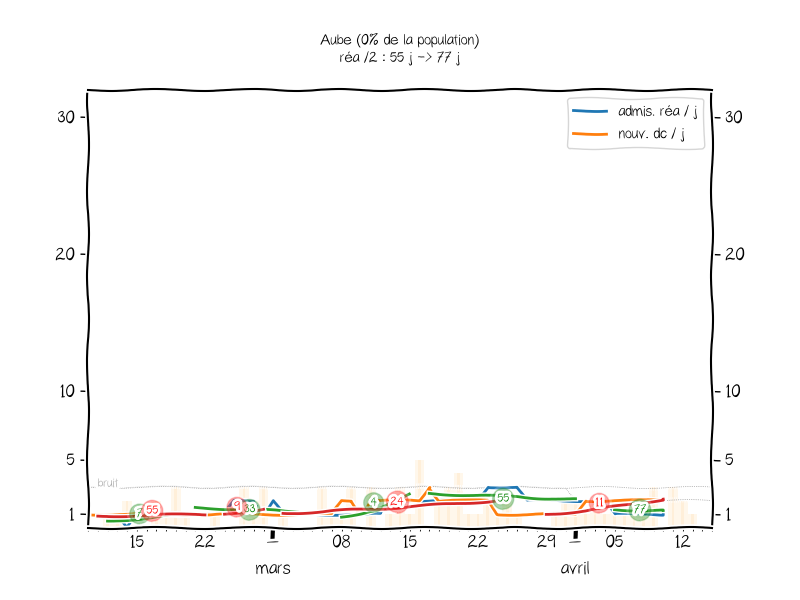 Aube (0% de la population)
réa /2 : 55 j -> 77 j
admis. réa / j
nouv. dc / j
30 30
20 20
10 10
5 5
bruit
1 1
55 9 33 4 24 55 11 77
15 22 08 15 22 29 05 12
mars avril